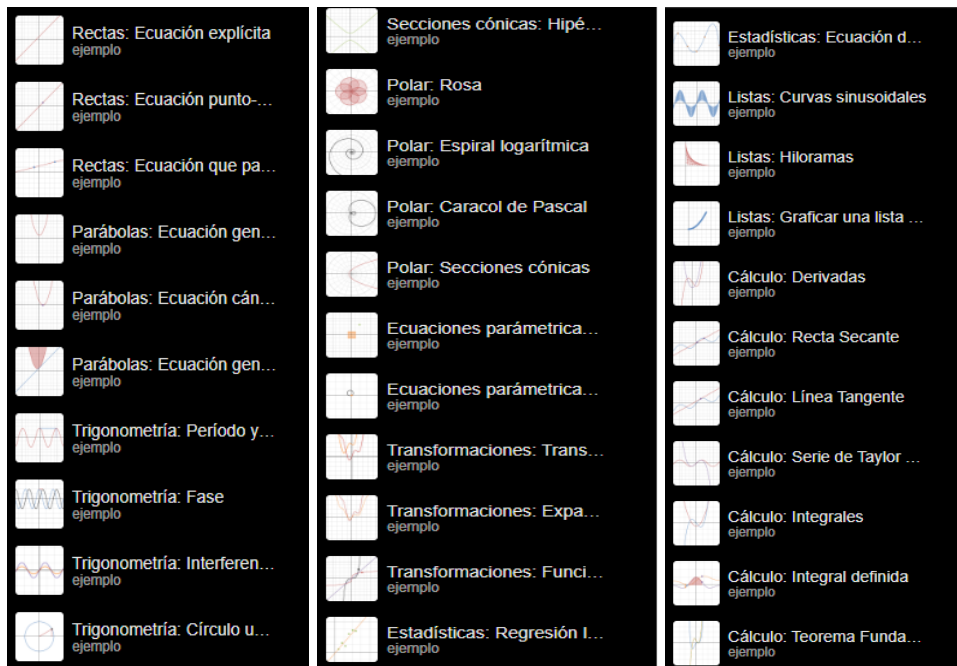 Rectas: Ecuación explícita
ejemplo
Rectas: Ecuación punto-...
ejemplo
Rectas: Ecuación que pa...
ejemplo
Parábolas: Ecuación gen...
ejemplo
Parábolas: Ecuación cán...
ejemplo
Parábolas: Ecuación gen...
ejemplo
Trigonometría: Período y...
ejemplo
Trigonometría: Fase
ejemplo
Trigonometría: Interferen...
ejemplo
Trigonometría: Círculo u...
ejemplo
Secciones cónicas: Hipé...
ejemplo
Polar: Rosa
ejemplo
Polar: Espiral logarítmica
ejemplo
Polar: Caracol de Pascal
ejemplo
Polar: Secciones cónicas
ejemplo
Ecuaciones parámetrica...
ejemplo
Ecuaciones parámetrica...
ejemplo
Transformaciones: Trans...
ejemplo
Transformaciones: Expa...
ejemplo
Transformaciones: Funci...
ejemplo
Estadísticas: Regresión l...
ejemplo
Estadísticas: Ecuación d...
ejemplo
Listas: Curvas sinusoidales
ejemplo
Listas: Hiloramas
ejemplo
Listas: Graficar una lista ...
ejemplo
Cálculo: Derivadas
ejemplo
Cálculo: Recta Secante
ejemplo
Cálculo: Línea Tangente
ejemplo
Cálculo: Serie de Taylor ...
ejemplo
Cálculo: Integrales
ejemplo
Cálculo: Integral definida
ejemplo
Cálculo: Teorema Funda...
ejemplo